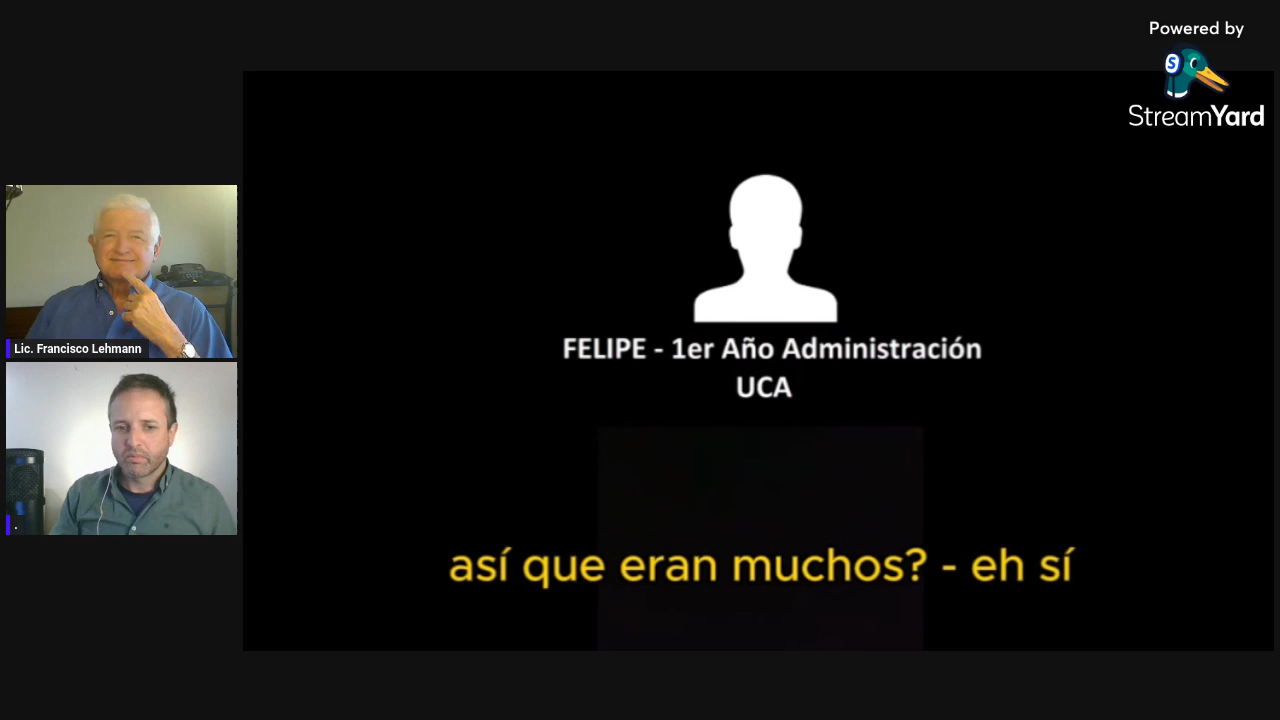 Powered by
S
StreamYard
Lic. Francisco Lehmann
.
FELIPE - 1er Año Administración
UCA
así que eran muchos? - eh sí